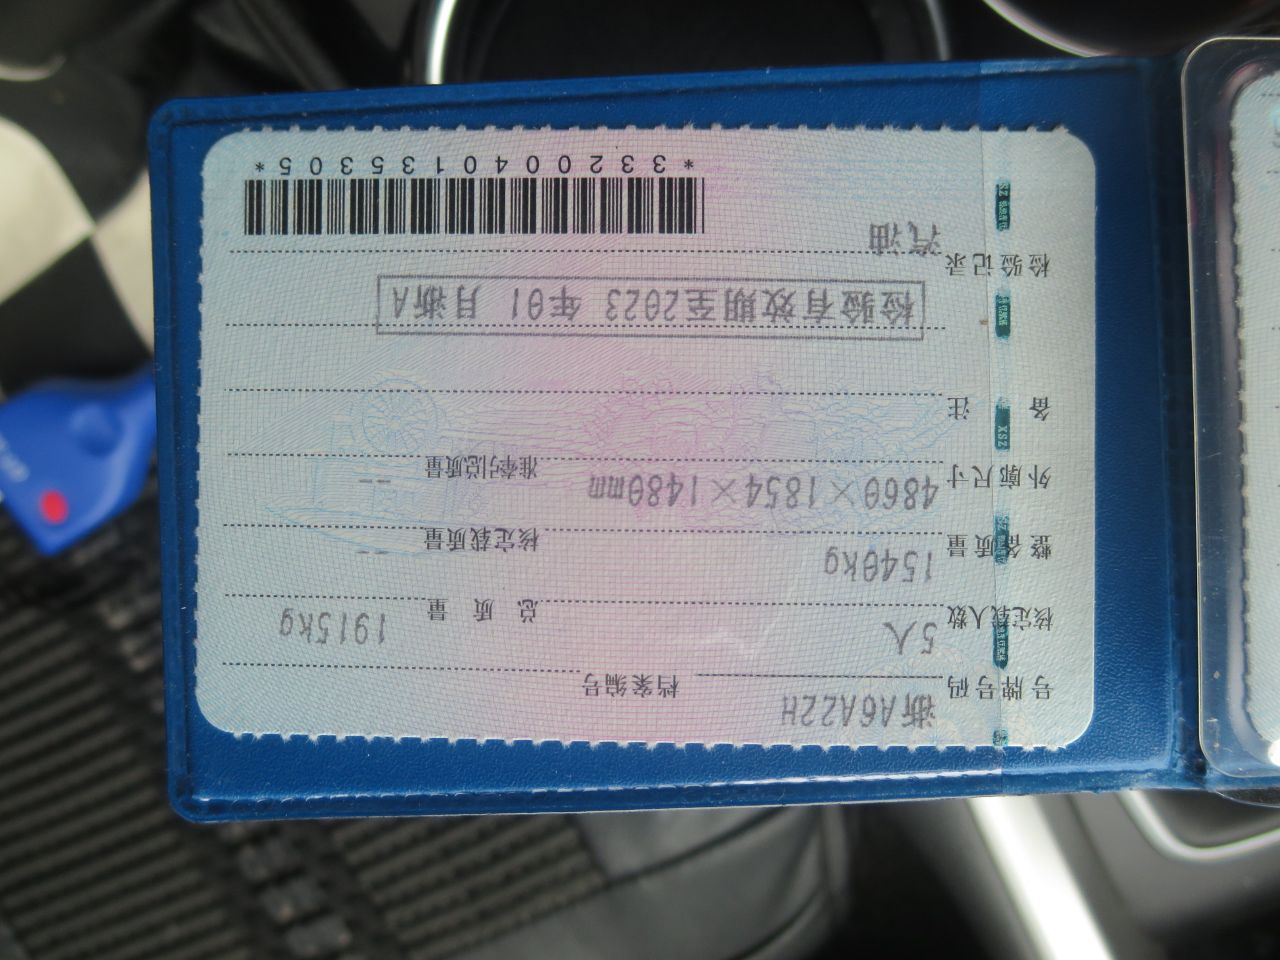 号牌号码 浙A6A22H 档案编号
核定载人数 5人 总质量 1915kg
整备质量 1540kg 核定载质量 --
外廓尺寸 4860×1854×1480mm 准牵引总质量 --
备注
检验有效期至2023年01月浙A
检验记录
汽油
*3320040135305*